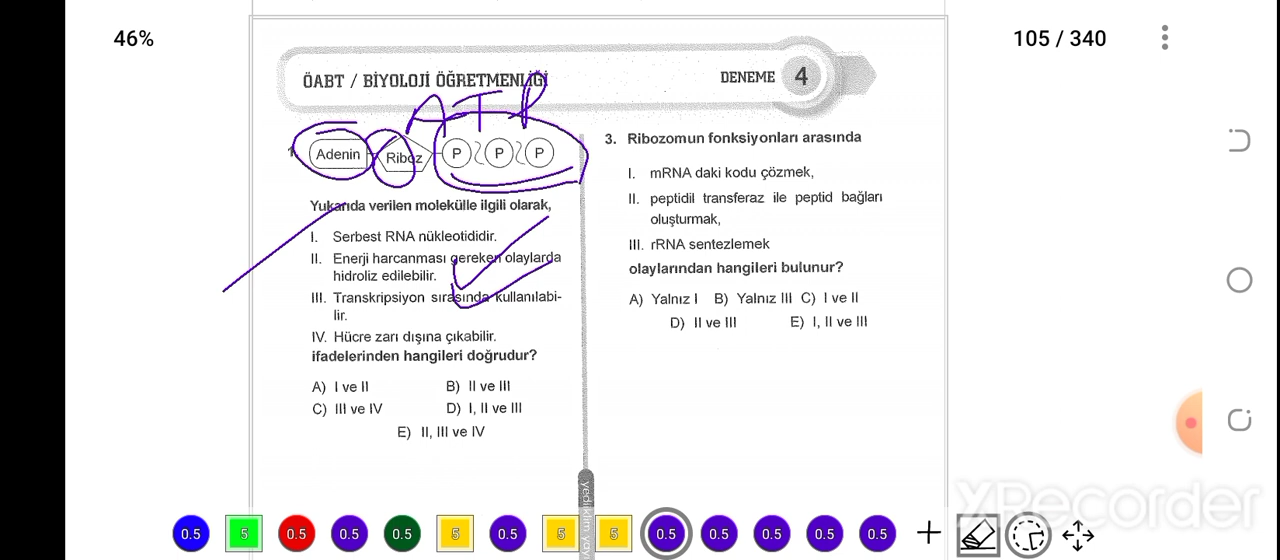 46%
105 / 340
ÖABT / BİYOLOJİ ÖĞRETMENLİĞİ
DENEME 4
ATP
1.
Adenin Riboz P P P
Yukarıda verilen molekülle ilgili olarak,
I. Serbest RNA nükleotididir.
II. Enerji harcanması gereken olaylarda
hidroliz edilebilir.
III. Transkripsiyon sırasında kullanılabi-
lir.
IV. Hücre zarı dışına çıkabilir.
ifadelerinden hangileri doğrudur?
A) I ve II B) II ve III
C) III ve IV D) I, II ve III
E) II, III ve IV
3. Ribozomun fonksiyonları arasında
I. mRNA daki kodu çözmek,
II. peptidil transferaz ile peptid bağları
oluşturmak,
III. rRNA sentezlemek
olaylarından hangileri bulunur?
A) Yalnız I B) Yalnız III C) I ve II
D) II ve III E) I, II ve III
yediiklim yay
XRecorder
0.5 5 0.5 0.5 0.5 5 0.5 5 5 0.5 0.5 0.5 0.5 0.5